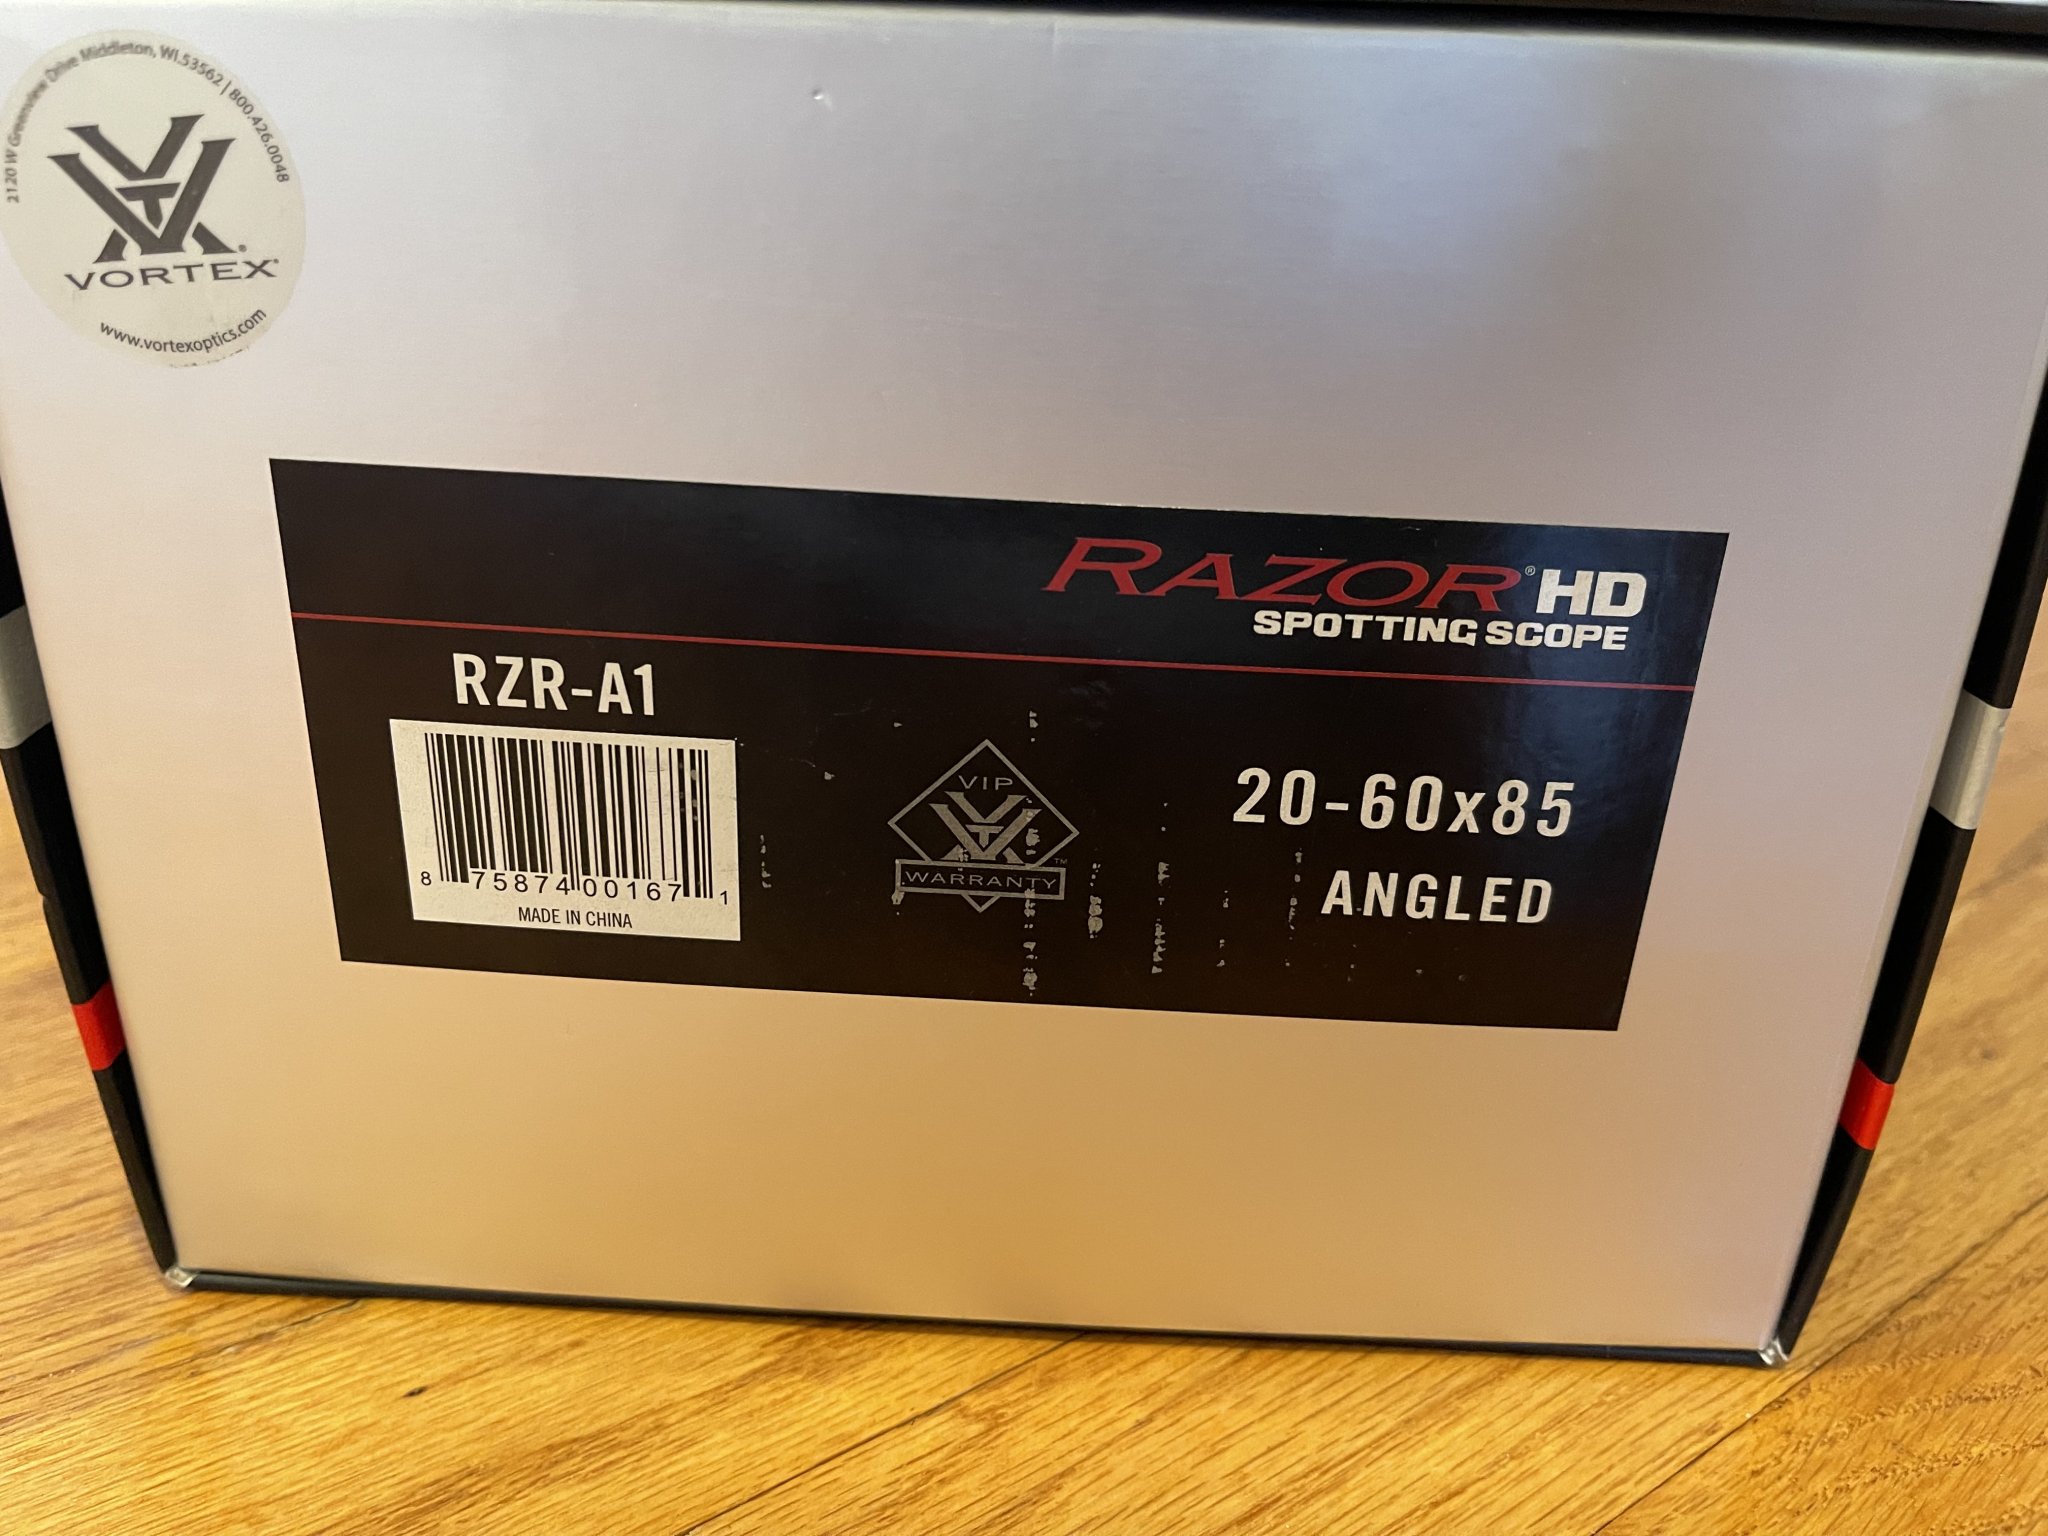 2120 W Greenview Drive Middleton, WI.53562 | 800.426.0048
VORTEX®
www.vortexoptics.com
RAZOR® HD
SPOTTING SCOPE
RZR-A1
8 75874 00167 1
MADE IN CHINA
VIP
WARRANTY™
20-60x85
ANGLED